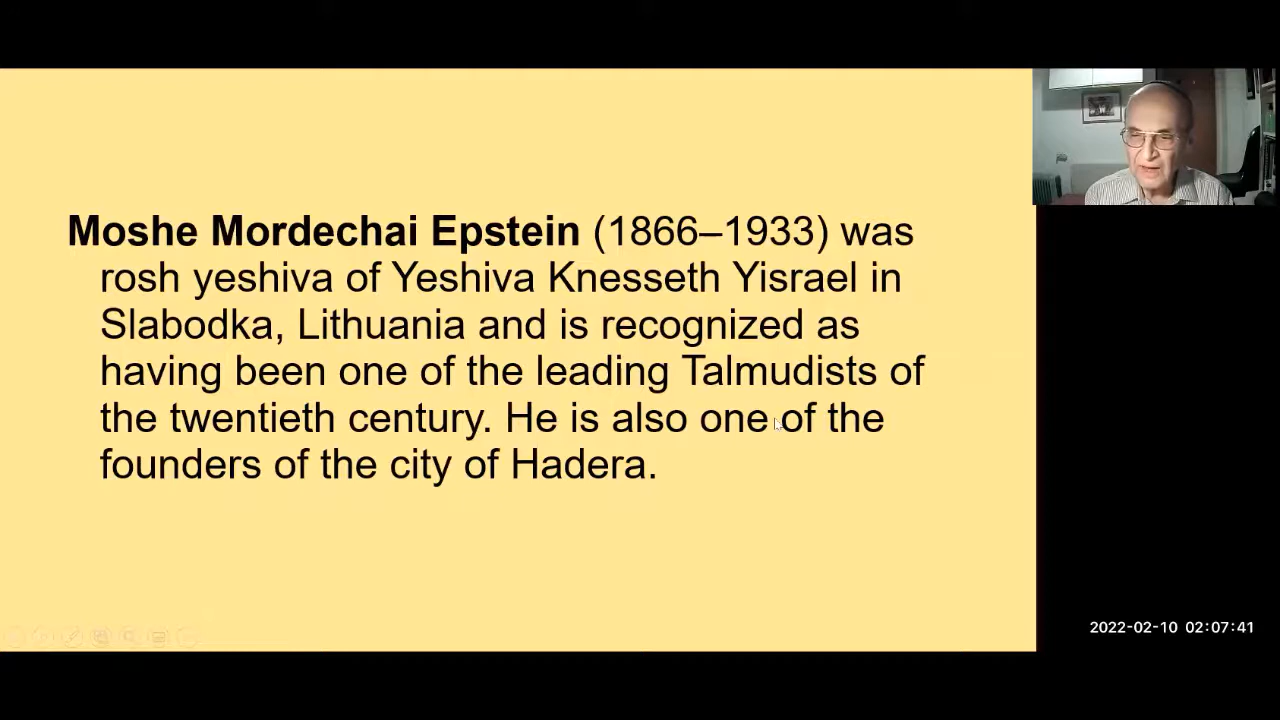 Moshe Mordechai Epstein (1866–1933) was
rosh yeshiva of Yeshiva Knesseth Yisrael in
Slabodka, Lithuania and is recognized as
having been one of the leading Talmudists of
the twentieth century. He is also one of the
founders of the city of Hadera.
2022-02-10 02:07:41